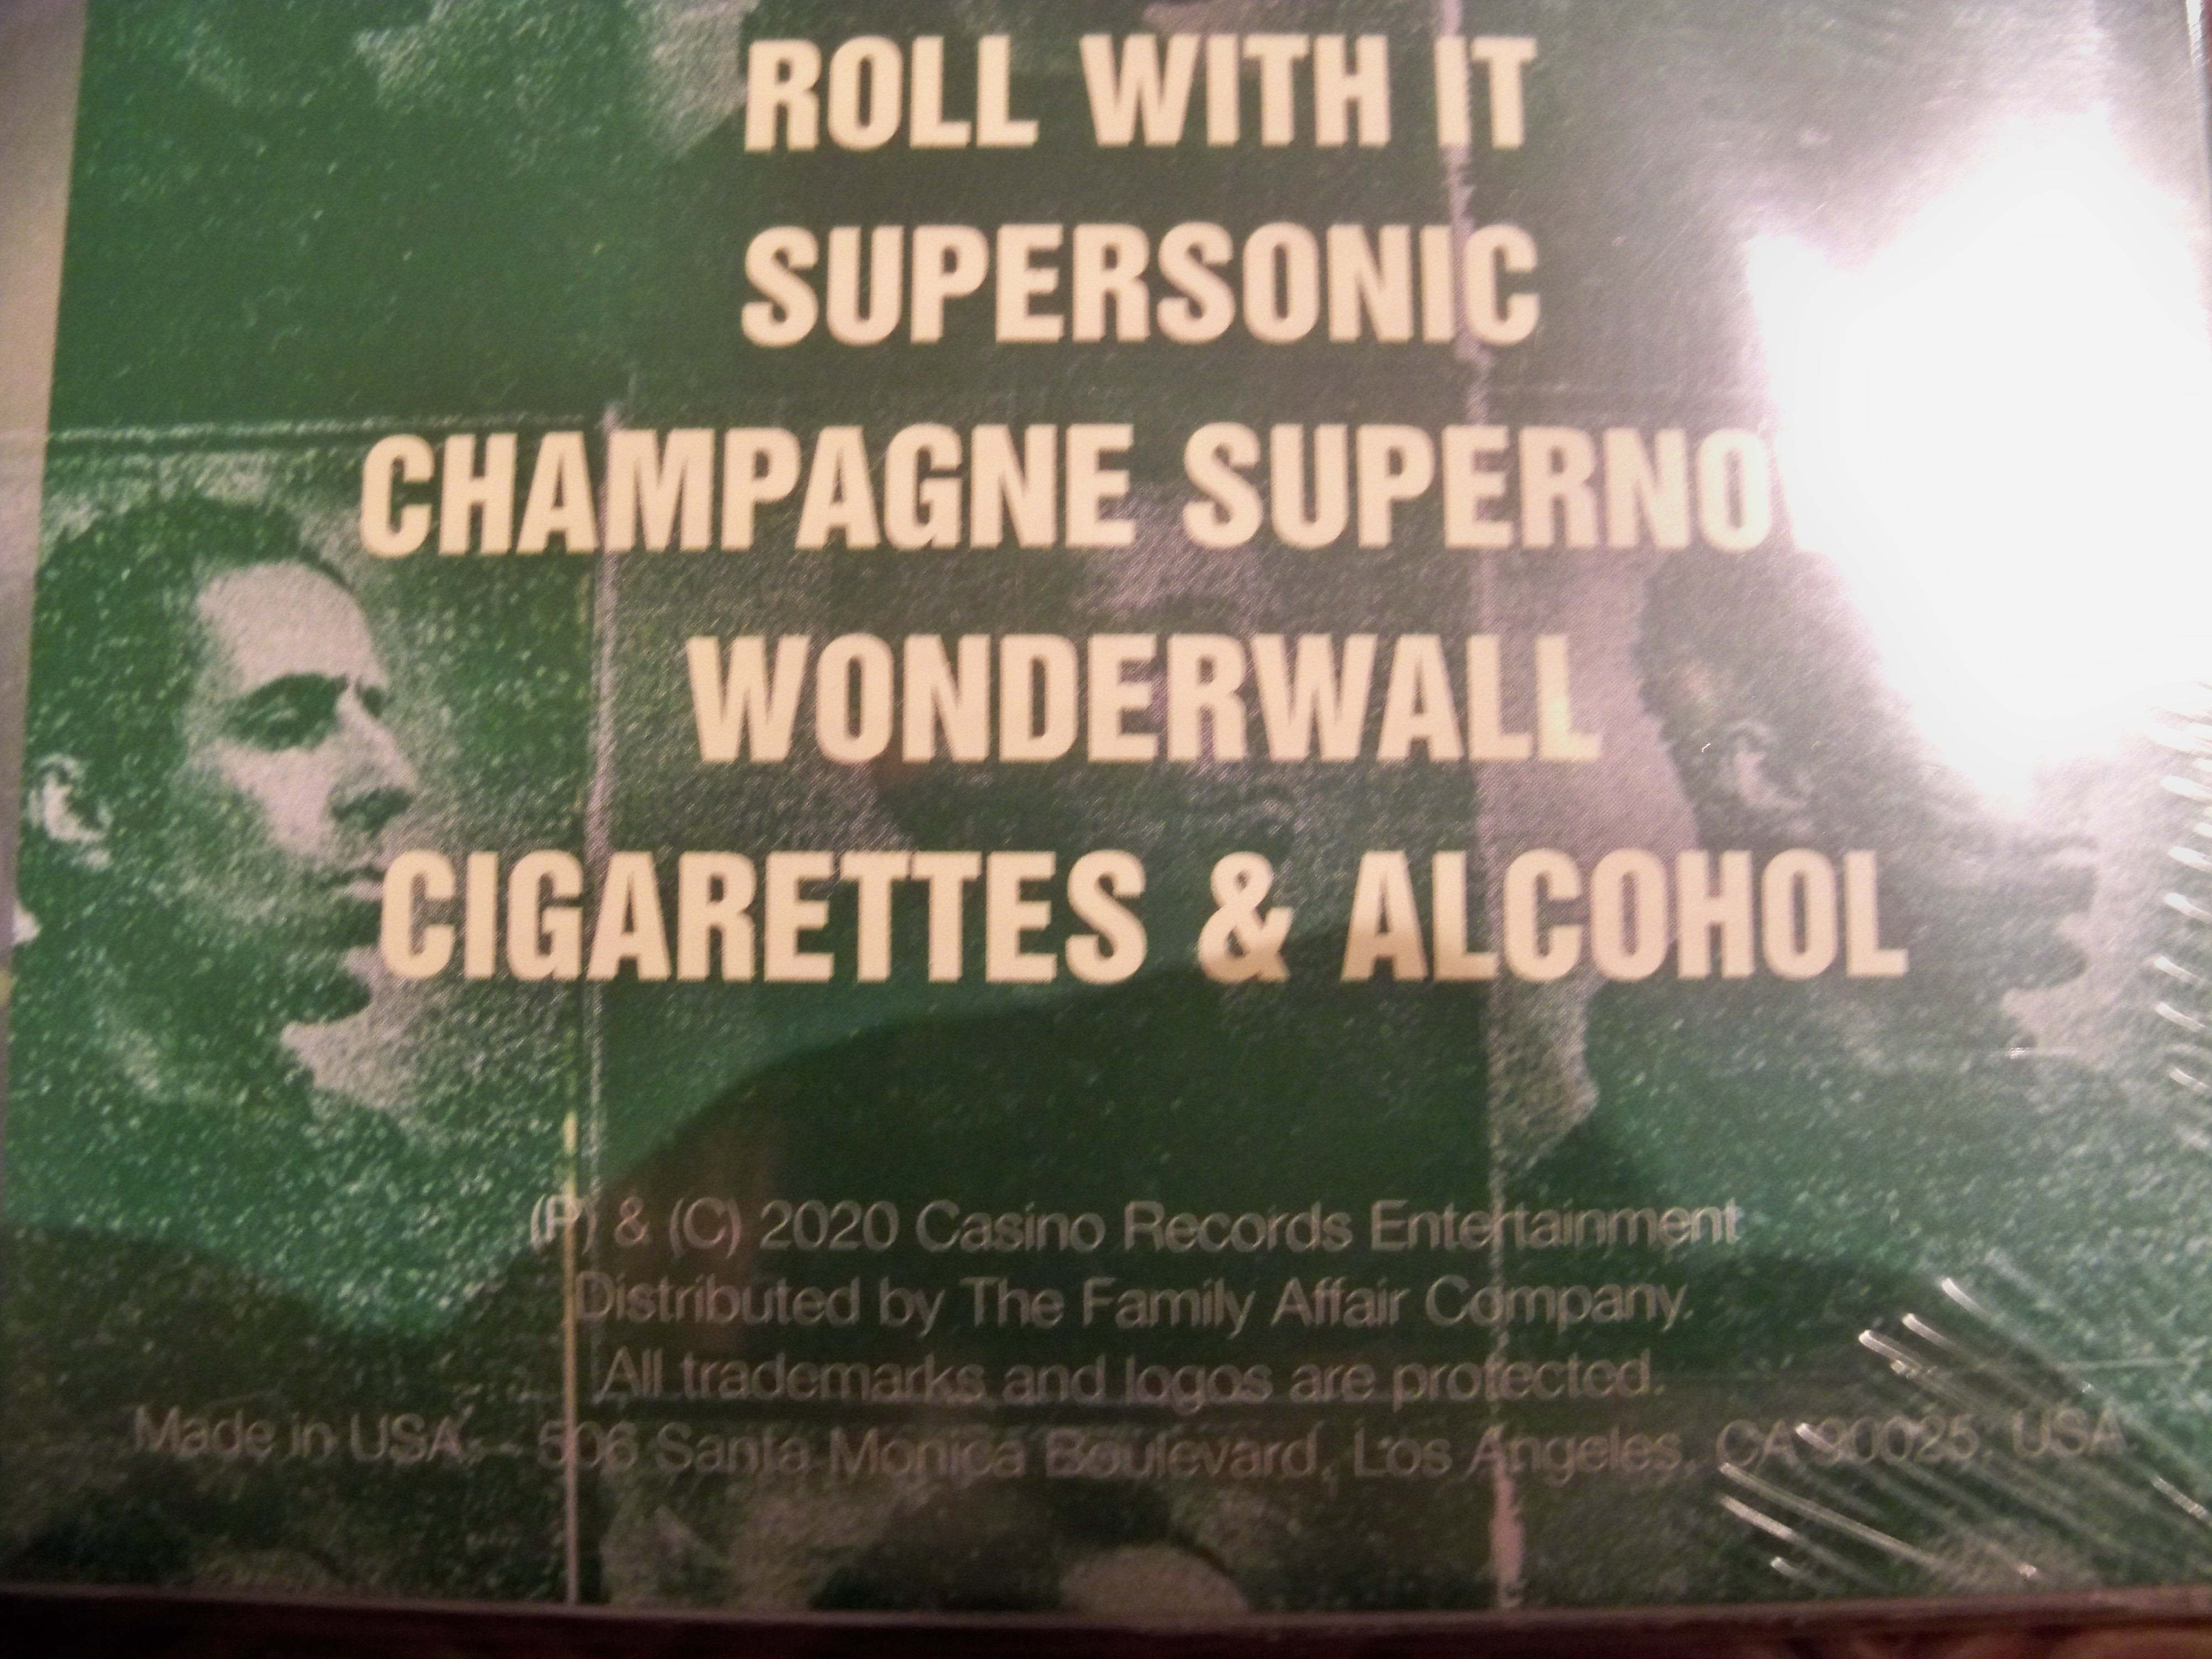 ROLL WITH IT
SUPERSONIC
CHAMPAGNE SUPERNO
WONDERWALL
CIGARETTES & ALCOHOL
(P) & (C) 2020 Casino Records Entertainment
Distributed by The Family Affair Company.
All trademarks and logos are protected.
Made in USA. – 506 Santa Monica Boulevard, Los Angeles, CA 90025. USA